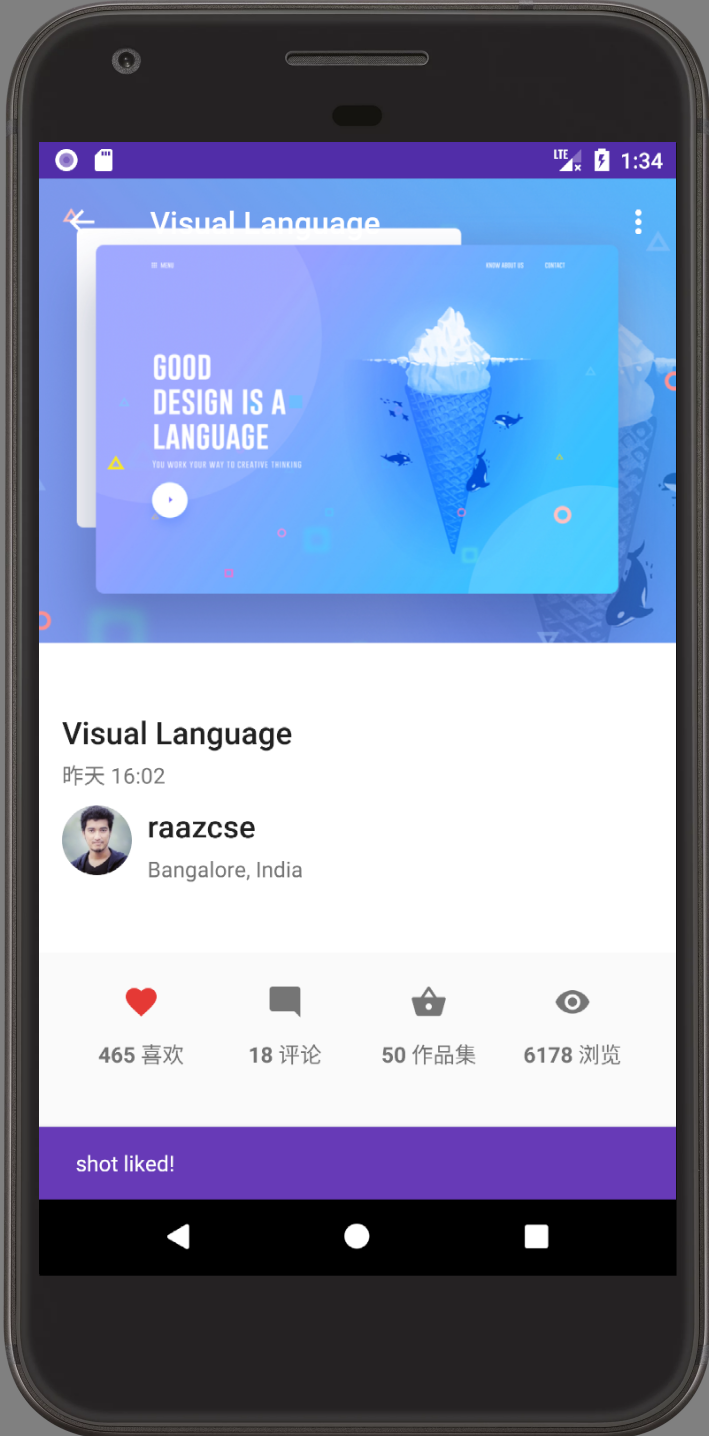 LTE 1:34
Visual Language
MENU KNOW ABOUT US CONTACT
GOOD
DESIGN IS A
LANGUAGE
YOU WORK YOUR WAY TO CREATIVE THINKING
Visual Language
昨天 16:02
raazcse
Bangalore, India
465 喜欢 18 评论 50 作品集 6178 浏览
shot liked!